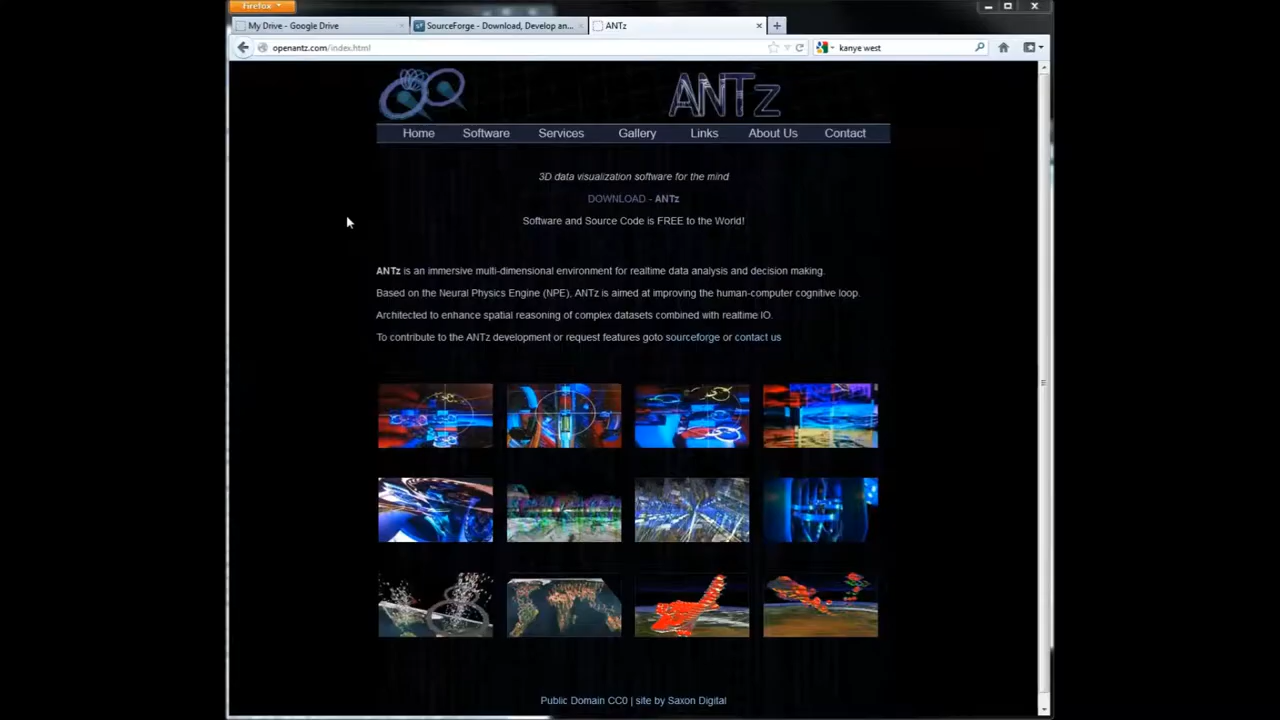 Firefox
My Drive - Google Drive
SourceForge - Download, Develop an...
ANTz
openantz.com/index.html
kanye west
ANTz
Home Software Services Gallery Links About Us Contact
3D data visualization software for the mind
DOWNLOAD - ANTz
Software and Source Code is FREE to the World!
ANTz is an immersive multi-dimensional environment for realtime data analysis and decision making.
Based on the Neural Physics Engine (NPE), ANTz is aimed at improving the human-computer cognitive loop.
Architected to enhance spatial reasoning of complex datasets combined with realtime IO.
To contribute to the ANTz development or request features goto sourceforge or contact us
Public Domain CC0 | site by Saxon Digital